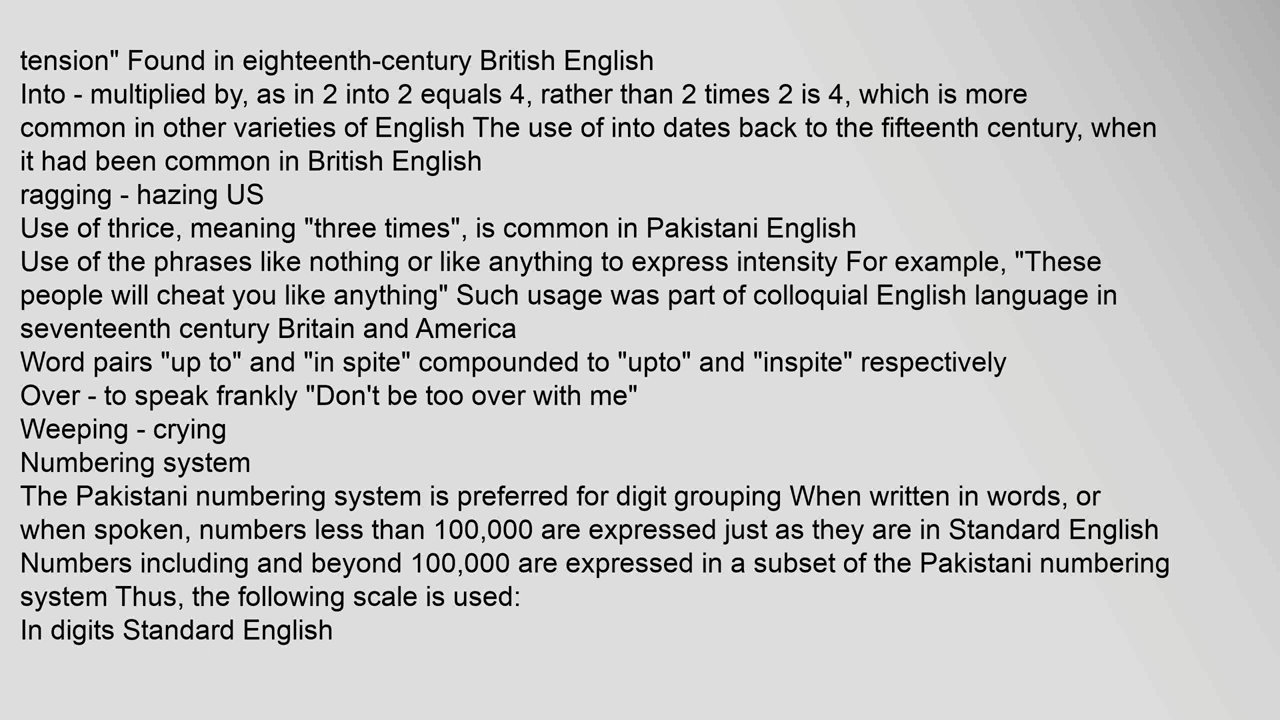 tension" Found in eighteenth-century British English
Into - multiplied by, as in 2 into 2 equals 4, rather than 2 times 2 is 4, which is more
common in other varieties of English The use of into dates back to the fifteenth century, when
it had been common in British English
ragging - hazing US
Use of thrice, meaning "three times", is common in Pakistani English
Use of the phrases like nothing or like anything to express intensity For example, "These
people will cheat you like anything" Such usage was part of colloquial English language in
seventeenth century Britain and America
Word pairs "up to" and "in spite" compounded to "upto" and "inspite" respectively
Over - to speak frankly "Don't be too over with me"
Weeping - crying
Numbering system
The Pakistani numbering system is preferred for digit grouping When written in words, or
when spoken, numbers less than 100,000 are expressed just as they are in Standard English
Numbers including and beyond 100,000 are expressed in a subset of the Pakistani numbering
system Thus, the following scale is used:
In digits Standard English